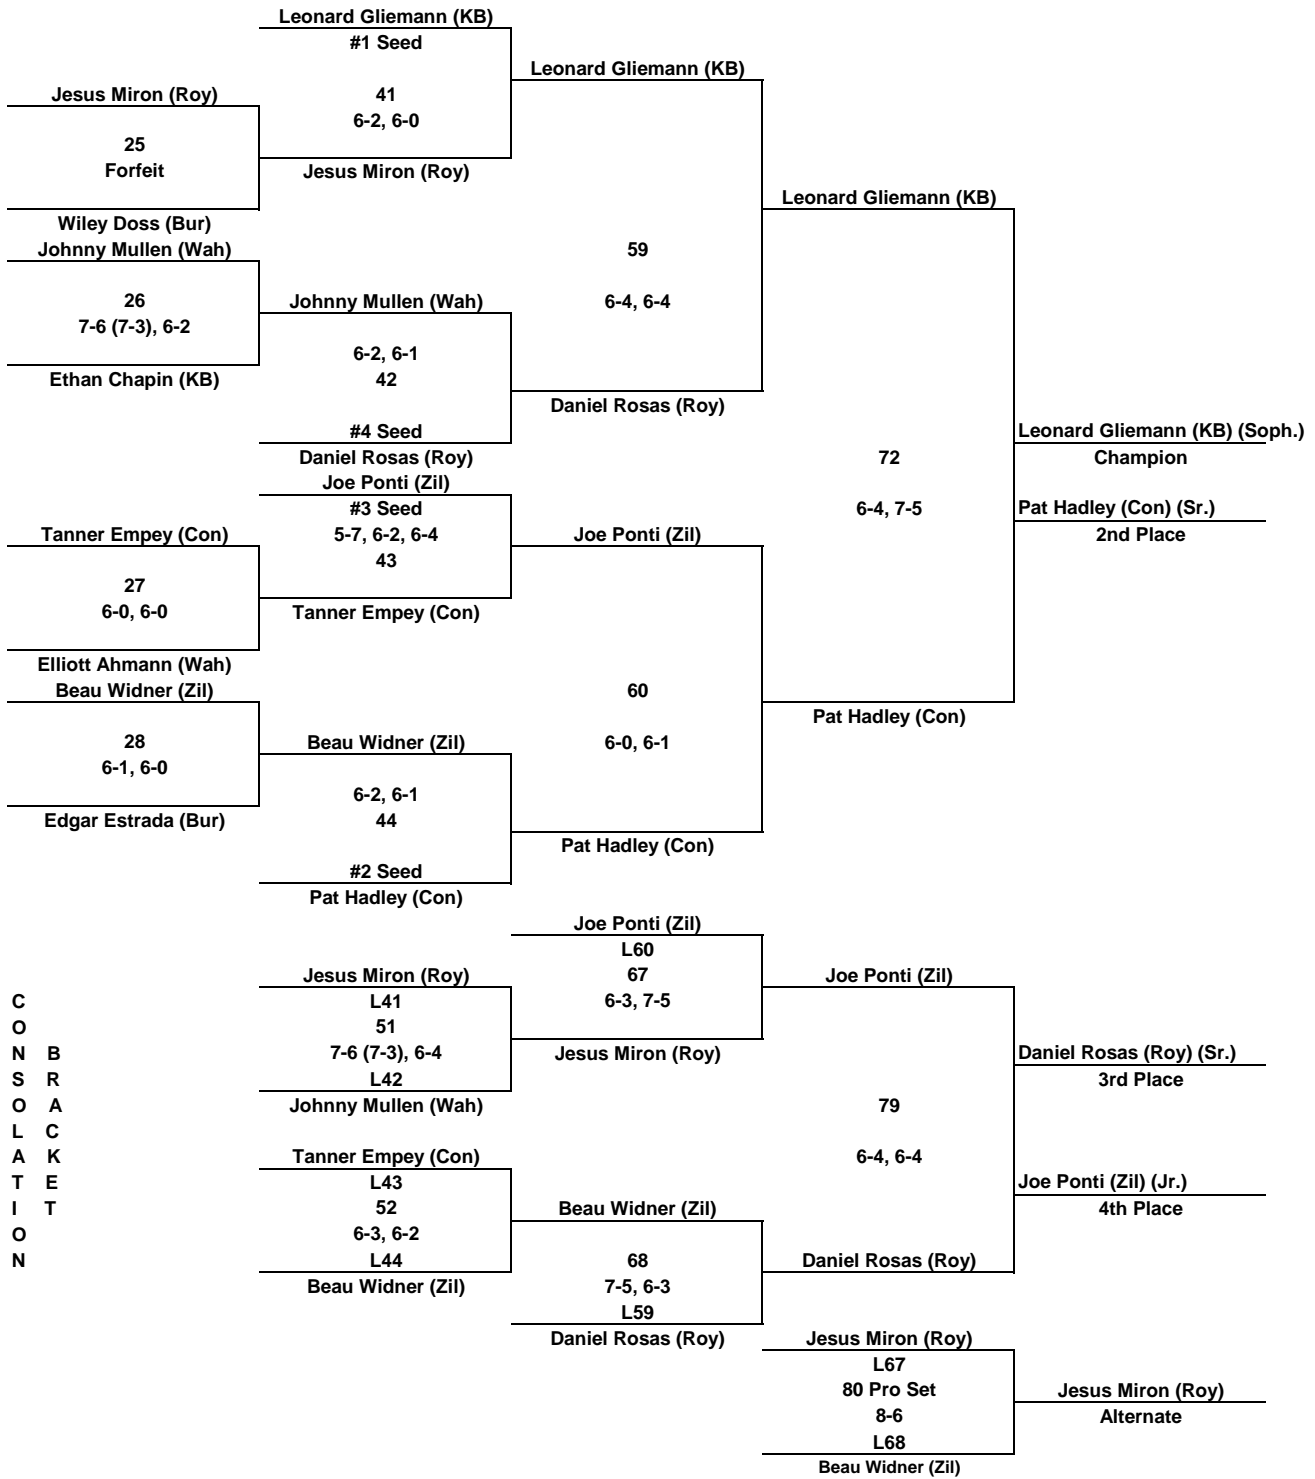 Leonard Gliemann (KB)
#1 Seed
Leonard Gliemann (KB)
Jesus Miron (Roy)
41
6-2, 6-0
25
Forfeit
Jesus Miron (Roy)
Leonard Gliemann (KB)
Wiley Doss (Bur)
Johnny Mullen (Wah)
59
26
Johnny Mullen (Wah)
6-4, 6-4
7-6 (7-3), 6-2
6-2, 6-1
Ethan Chapin (KB)
42
Daniel Rosas (Roy)
#4 Seed
Leonard Gliemann (KB) (Soph.)
Daniel Rosas (Roy)
72
Champion
Joe Ponti (Zil)
#3 Seed
6-4, 7-5
Pat Hadley (Con) (Sr.)
Tanner Empey (Con)
5-7, 6-2, 6-4
Joe Ponti (Zil)
2nd Place
43
27
6-0, 6-0
Tanner Empey (Con)
Elliott Ahmann (Wah)
Beau Widner (Zil)
60
Pat Hadley (Con)
28
Beau Widner (Zil)
6-0, 6-1
6-1, 6-0
6-2, 6-1
Edgar Estrada (Bur)
44
Pat Hadley (Con)
#2 Seed
Pat Hadley (Con)
Joe Ponti (Zil)
L60
Jesus Miron (Roy)
67
Joe Ponti (Zil)
L41
6-3, 7-5
51
7-6 (7-3), 6-4
Jesus Miron (Roy)
Daniel Rosas (Roy) (Sr.)
L42
3rd Place
Johnny Mullen (Wah)
79
Tanner Empey (Con)
6-4, 6-4
L43
Joe Ponti (Zil) (Jr.)
52
Beau Widner (Zil)
4th Place
6-3, 6-2
L44
68
Daniel Rosas (Roy)
Beau Widner (Zil)
7-5, 6-3
L59
Daniel Rosas (Roy)
Jesus Miron (Roy)
L67
80 Pro Set
Jesus Miron (Roy)
8-6
Alternate
L68
Beau Widner (Zil)
CONSOLATION
BRACKET